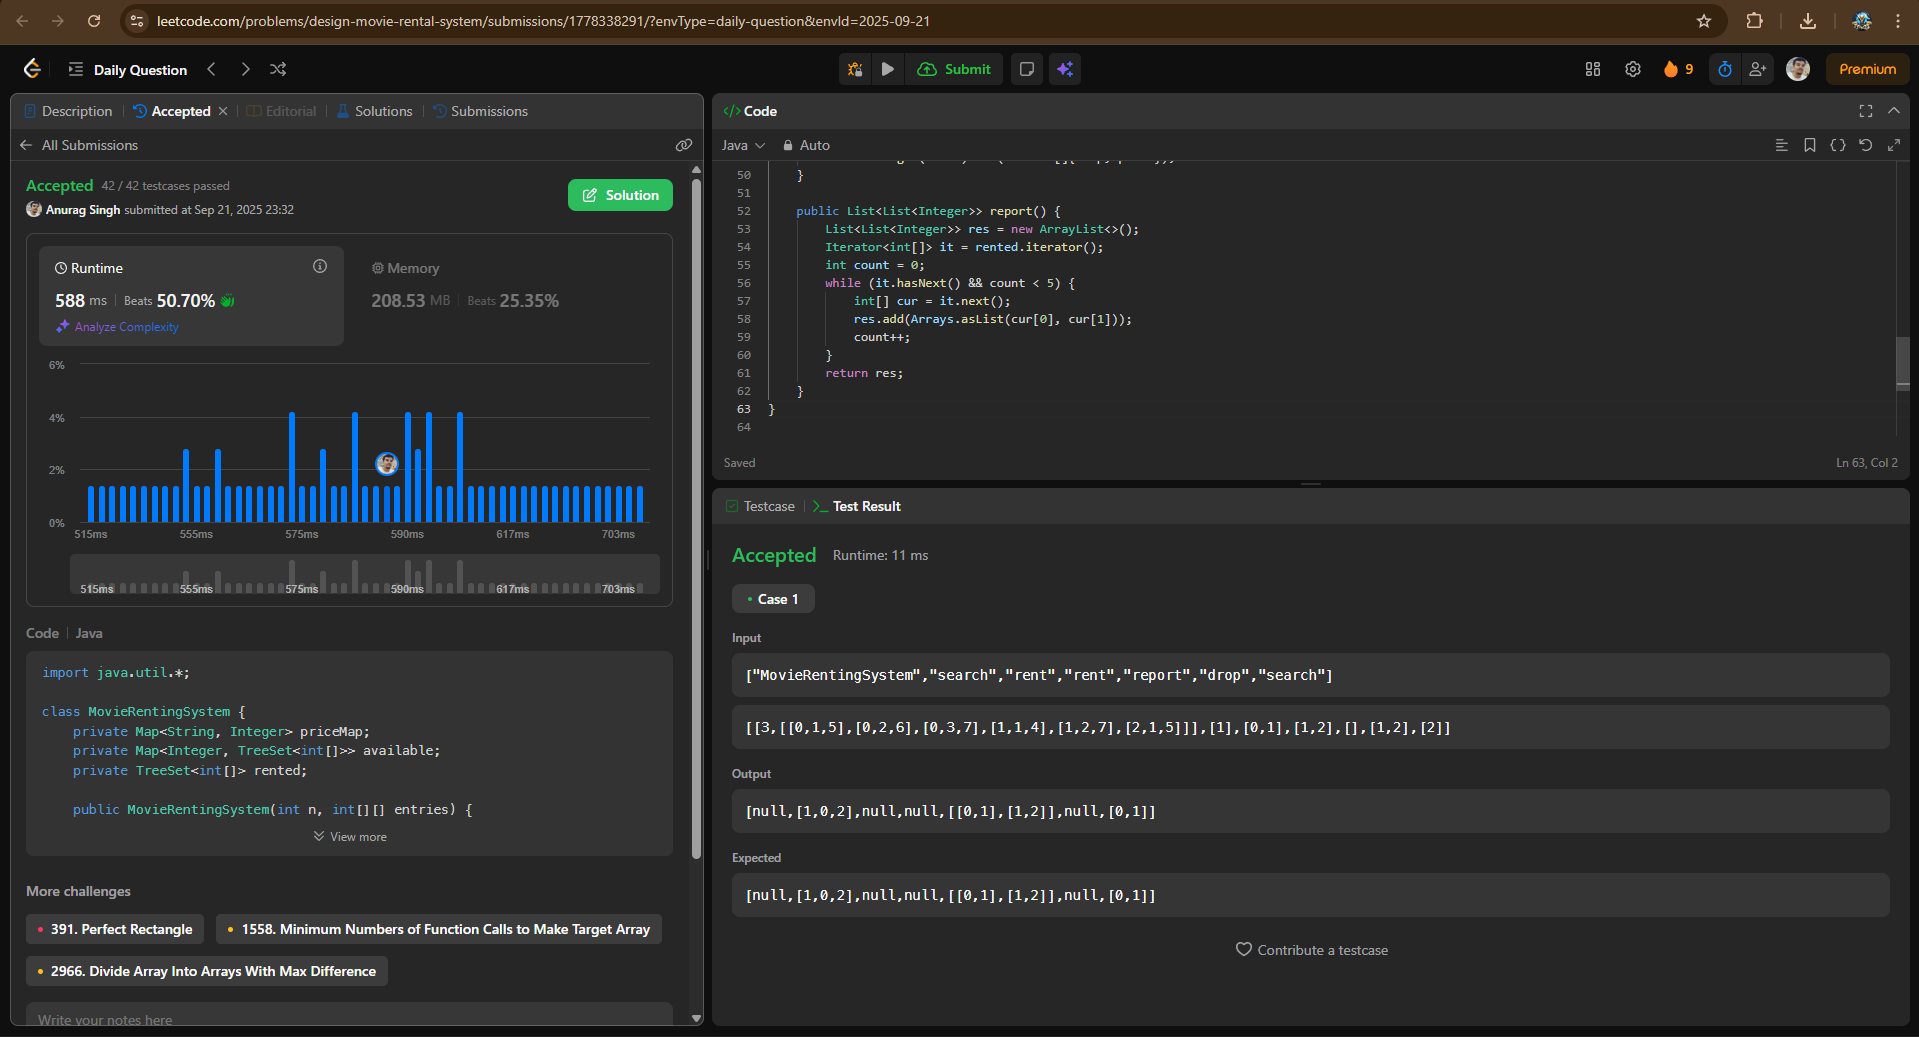 leetcode.com/problems/design-movie-rental-system/submissions/1778338291/?envType=daily-question&envId=2025-09-21
Daily Question
Submit
9
Premium
Description
Accepted
Editorial
Solutions
Submissions
All Submissions
Accepted 42 / 42 testcases passed
Anurag Singh submitted at Sep 21, 2025 23:32
Solution
Runtime
588 ms | Beats 50.70%
Analyze Complexity
Memory
208.53 MB | Beats 25.35%
6%
4%
2%
0%
515ms 555ms 575ms 590ms 617ms 703ms
515ms 555ms 575ms 590ms 617ms 703ms
Code | Java
import java.util.*;
class MovieRentingSystem {
private Map<String, Integer> priceMap;
private Map<Integer, TreeSet<int[]>> available;
private TreeSet<int[]> rented;
public MovieRentingSystem(int n, int[][] entries) {
View more
More challenges
391. Perfect Rectangle
1558. Minimum Numbers of Function Calls to Make Target Array
2966. Divide Array Into Arrays With Max Difference
Write your notes here
</> Code
Java
Auto
50 }
51
52 public List<List<Integer>> report() {
53 List<List<Integer>> res = new ArrayList<>();
54 Iterator<int[]> it = rented.iterator();
55 int count = 0;
56 while (it.hasNext() && count < 5) {
57 int[] cur = it.next();
58 res.add(Arrays.asList(cur[0], cur[1]));
59 count++;
60 }
61 return res;
62 }
63 }
64
Saved
Ln 63, Col 2
Testcase
Test Result
Accepted Runtime: 11 ms
Case 1
Input
["MovieRentingSystem","search","rent","rent","report","drop","search"]
[[3,[[0,1,5],[0,2,6],[0,3,7],[1,1,4],[1,2,7],[2,1,5]]],[1],[0,1],[1,2],[],[1,2],[2]]
Output
[null,[1,0,2],null,null,[[0,1],[1,2]],null,[0,1]]
Expected
[null,[1,0,2],null,null,[[0,1],[1,2]],null,[0,1]]
Contribute a testcase